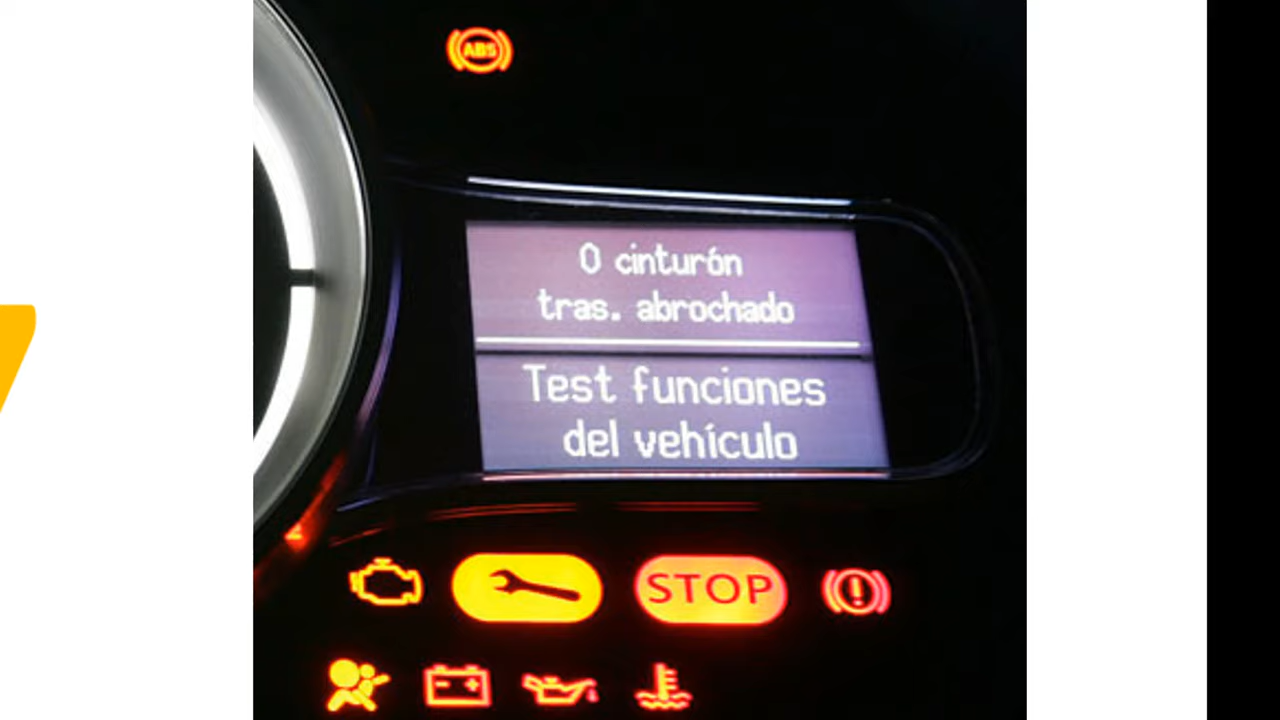 ABS
0 cinturón
tras. abrochado
Test funciones
del vehículo
STOP